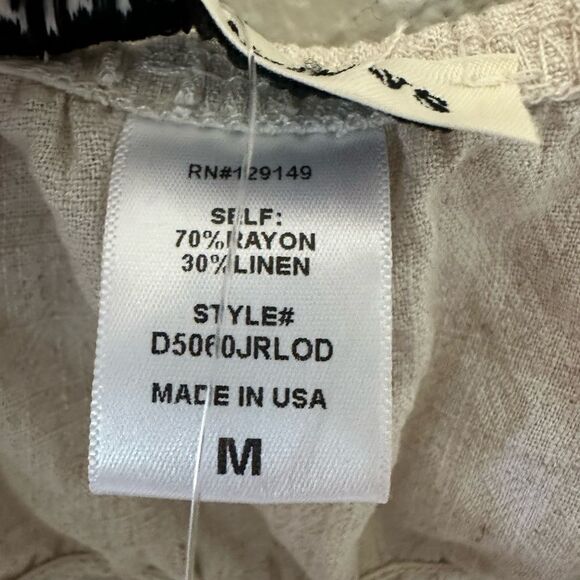 RN#129149
SELF:
70%RAYON
30%LINEN
STYLE#
D5060JRLOD
MADE IN USA
M